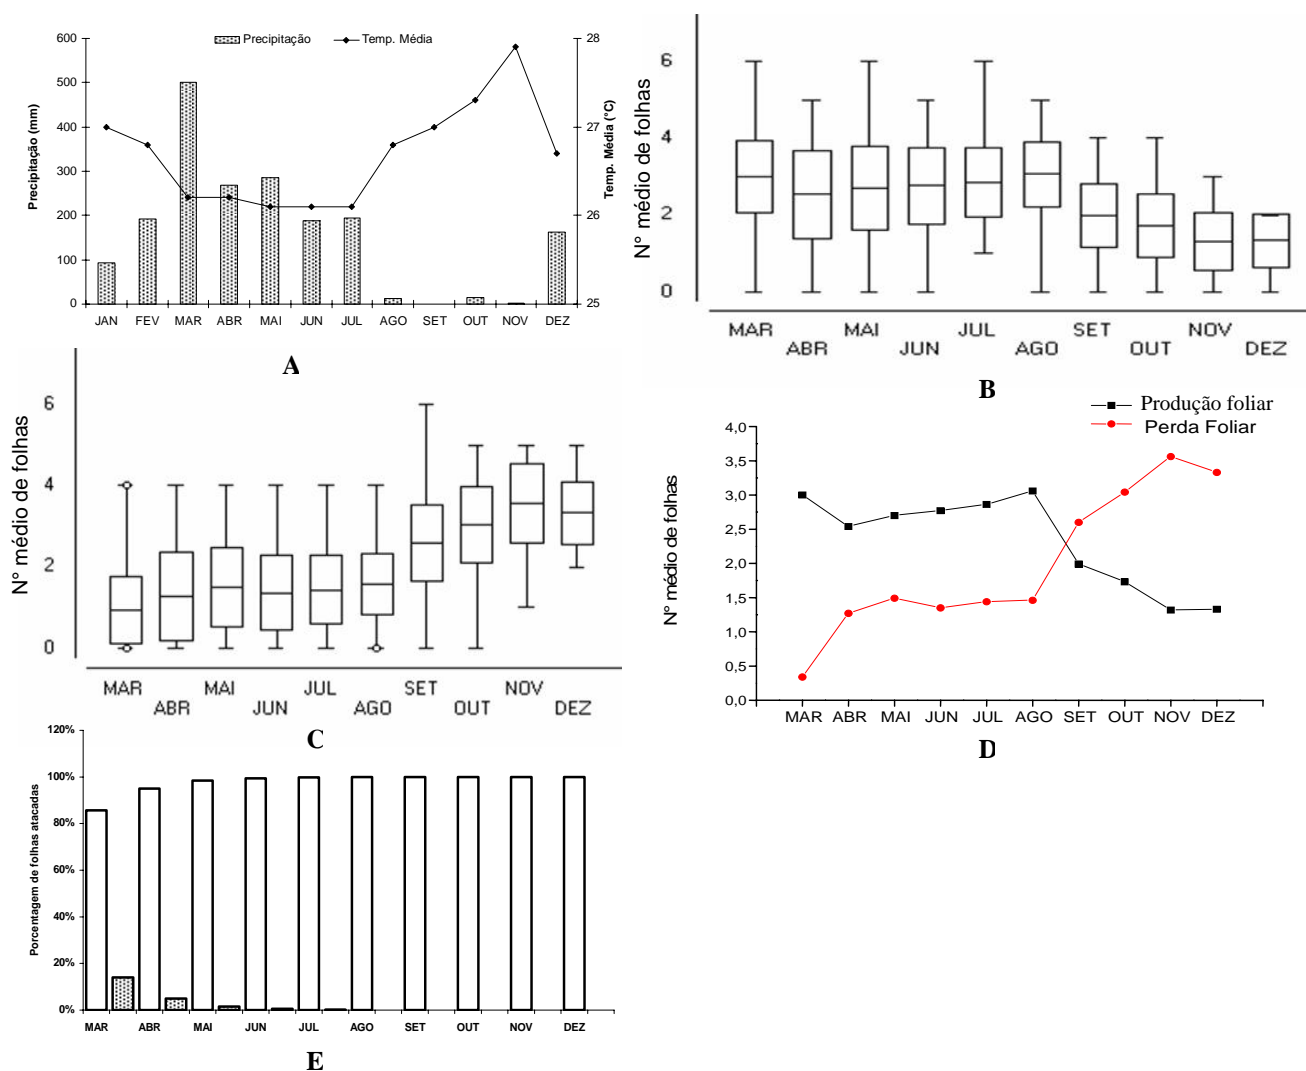 Precipitação Temp. Média
600
500
400
300
200
100
0
Precipitação (mm)
28
27
26
25
Temp. Média (°C)
JAN FEV MAR ABR MAI JUN JUL AGO SET OUT NOV DEZ
A
6
4
2
0
N° médio de folhas
MAR ABR MAI JUN JUL AGO SET OUT NOV DEZ
B
6
4
2
0
N° médio de folhas
MAR ABR MAI JUN JUL AGO SET OUT NOV DEZ
C
Produção foliar
Perda Foliar
4,0
3,5
3,0
2,5
2,0
1,5
1,0
0,5
0,0
N° médio de folhas
MAR ABR MAI JUN JUL AGO SET OUT NOV DEZ
D
120%
100%
80%
60%
40%
20%
0%
Porcentagem de folhas atacadas
MAR ABR MAI JUN JUL AGO SET OUT NOV DEZ
E